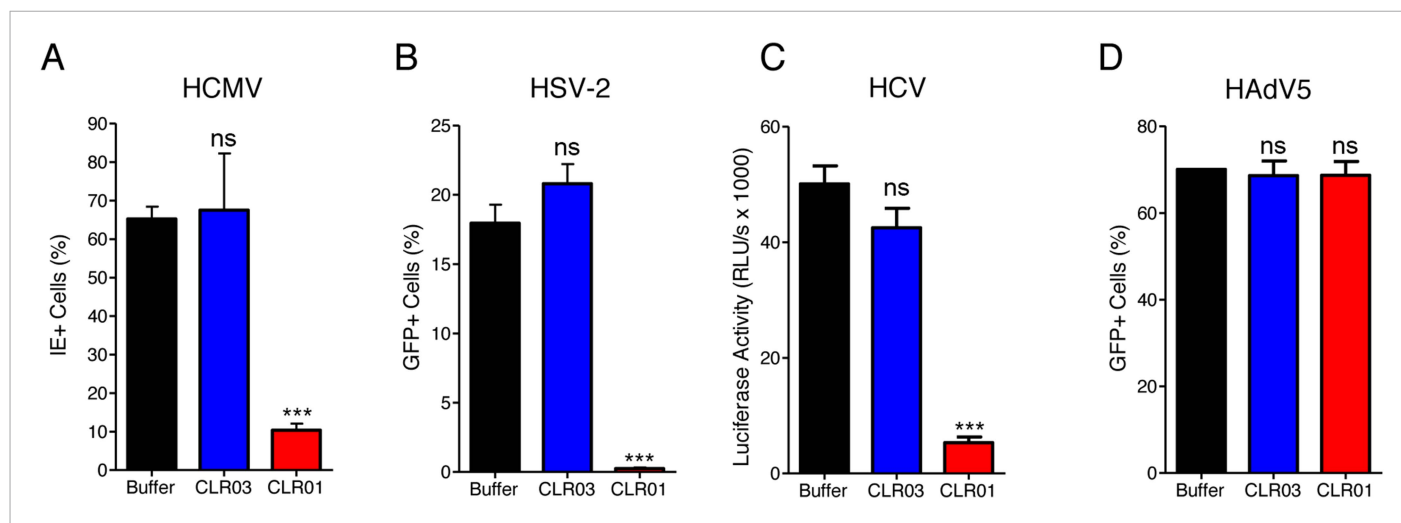 A
HCMV
IE+ Cells (%)
90
80
70
60
50
40
30
20
10
0
ns
***
Buffer CLR03 CLR01
B
HSV-2
GFP+ Cells (%)
25
20
15
10
5
0
ns
***
Buffer CLR03 CLR01
C
HCV
Luciferase Activity (RLU/s x 1000)
60
40
20
0
ns
***
Buffer CLR03 CLR01
D
HAdV5
GFP+ Cells (%)
80
60
40
20
0
ns ns
Buffer CLR03 CLR01